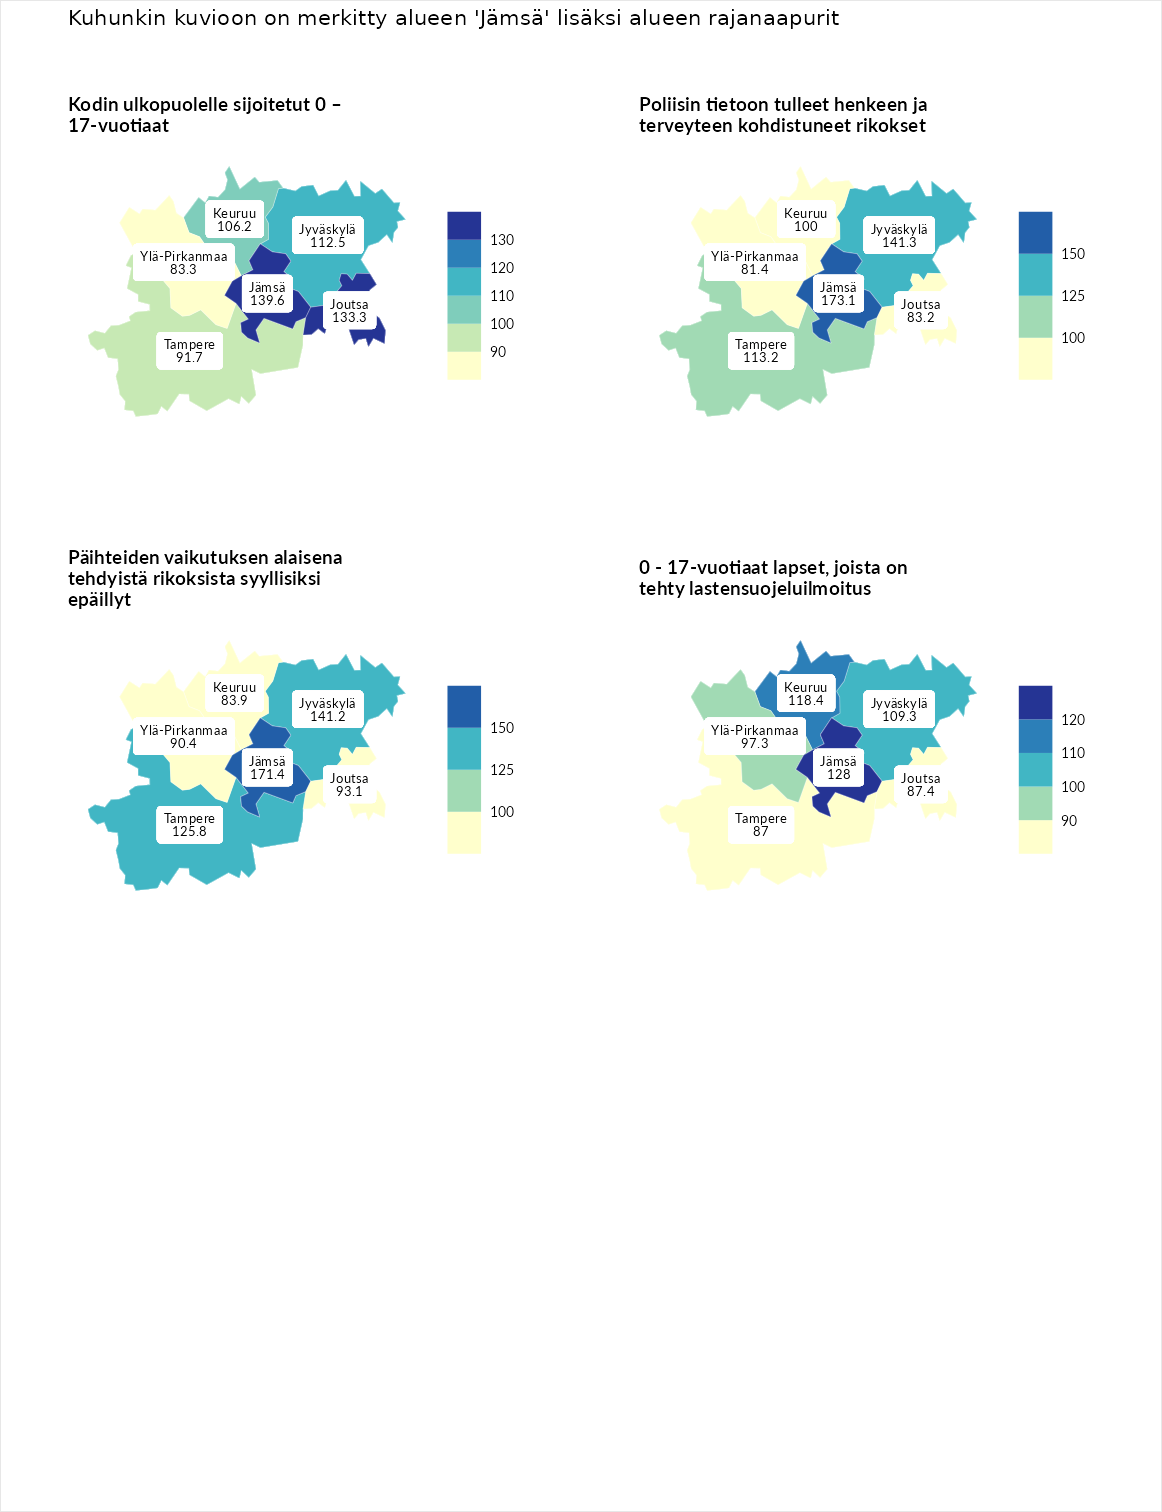 Kuhunkin kuvioon on merkitty alueen 'Jämsä' lisäksi alueen rajanaapurit
Kodin ulkopuolelle sijoitetut 0 –
17-vuotiaat
Keuruu
106.2
Jyväskylä
112.5
Ylä-Pirkanmaa
83.3
Jämsä
139.6
Joutsa
133.3
Tampere
91.7
130
120
110
100
90
Poliisin tietoon tulleet henkeen ja
terveyteen kohdistuneet rikokset
Keuruu
100
Jyväskylä
141.3
Ylä-Pirkanmaa
81.4
Jämsä
173.1
Joutsa
83.2
Tampere
113.2
150
125
100
Päihteiden vaikutuksen alaisena
tehdyistä rikoksista syyllisiksi
epäillyt
Keuruu
83.9
Jyväskylä
141.2
Ylä-Pirkanmaa
90.4
Jämsä
171.4
Joutsa
93.1
Tampere
125.8
150
125
100
0 - 17-vuotiaat lapset, joista on
tehty lastensuojeluilmoitus
Keuruu
118.4
Jyväskylä
109.3
Ylä-Pirkanmaa
97.3
Jämsä
128
Joutsa
87.4
Tampere
87
120
110
100
90